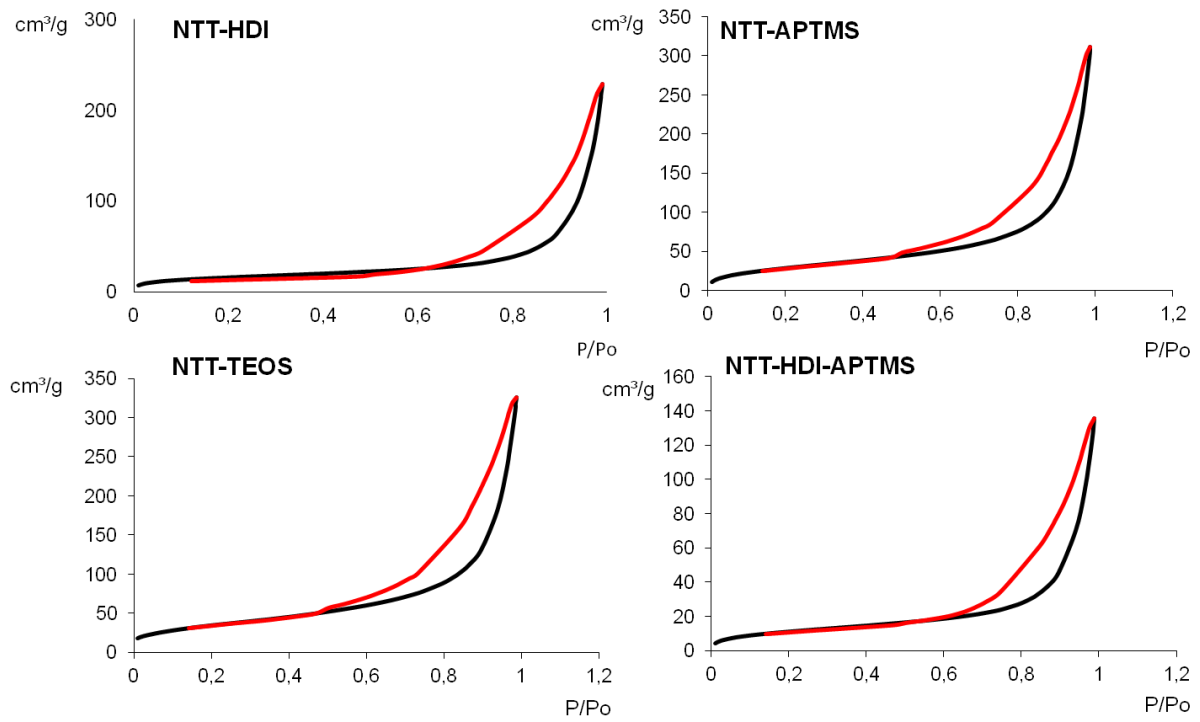 NTT-HDI
cm³/g
300
200
100
0
0 0,2 0,4 0,6 0,8 1
P/Po
NTT-APTMS
cm³/g
350
300
250
200
150
100
50
0
0 0,2 0,4 0,6 0,8 1 1,2
P/Po
NTT-TEOS
cm³/g
350
300
250
200
150
100
50
0
0 0,2 0,4 0,6 0,8 1 1,2
P/Po
NTT-HDI-APTMS
cm³/g
160
140
120
100
80
60
40
20
0
0 0,2 0,4 0,6 0,8 1 1,2
P/Po